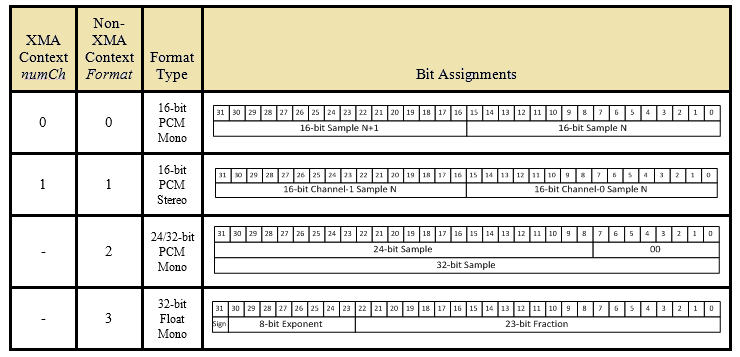 XMA Context numCh
Non-XMA Context Format
Format Type
Bit Assignments
0
0
16-bit PCM Mono
31 30 29 28 27 26 25 24 23 22 21 20 19 18 17 16 15 14 13 12 11 10 9 8 7 6 5 4 3 2 1 0
16-bit Sample N+1
16-bit Sample N
1
1
16-bit PCM Stereo
31 30 29 28 27 26 25 24 23 22 21 20 19 18 17 16 15 14 13 12 11 10 9 8 7 6 5 4 3 2 1 0
16-bit Channel-1 Sample N
16-bit Channel-0 Sample N
-
2
24/32-bit PCM Mono
31 30 29 28 27 26 25 24 23 22 21 20 19 18 17 16 15 14 13 12 11 10 9 8 7 6 5 4 3 2 1 0
24-bit Sample
00
32-bit Sample
-
3
32-bit Float Mono
31 30 29 28 27 26 25 24 23 22 21 20 19 18 17 16 15 14 13 12 11 10 9 8 7 6 5 4 3 2 1 0
Sign
8-bit Exponent
23-bit Fraction